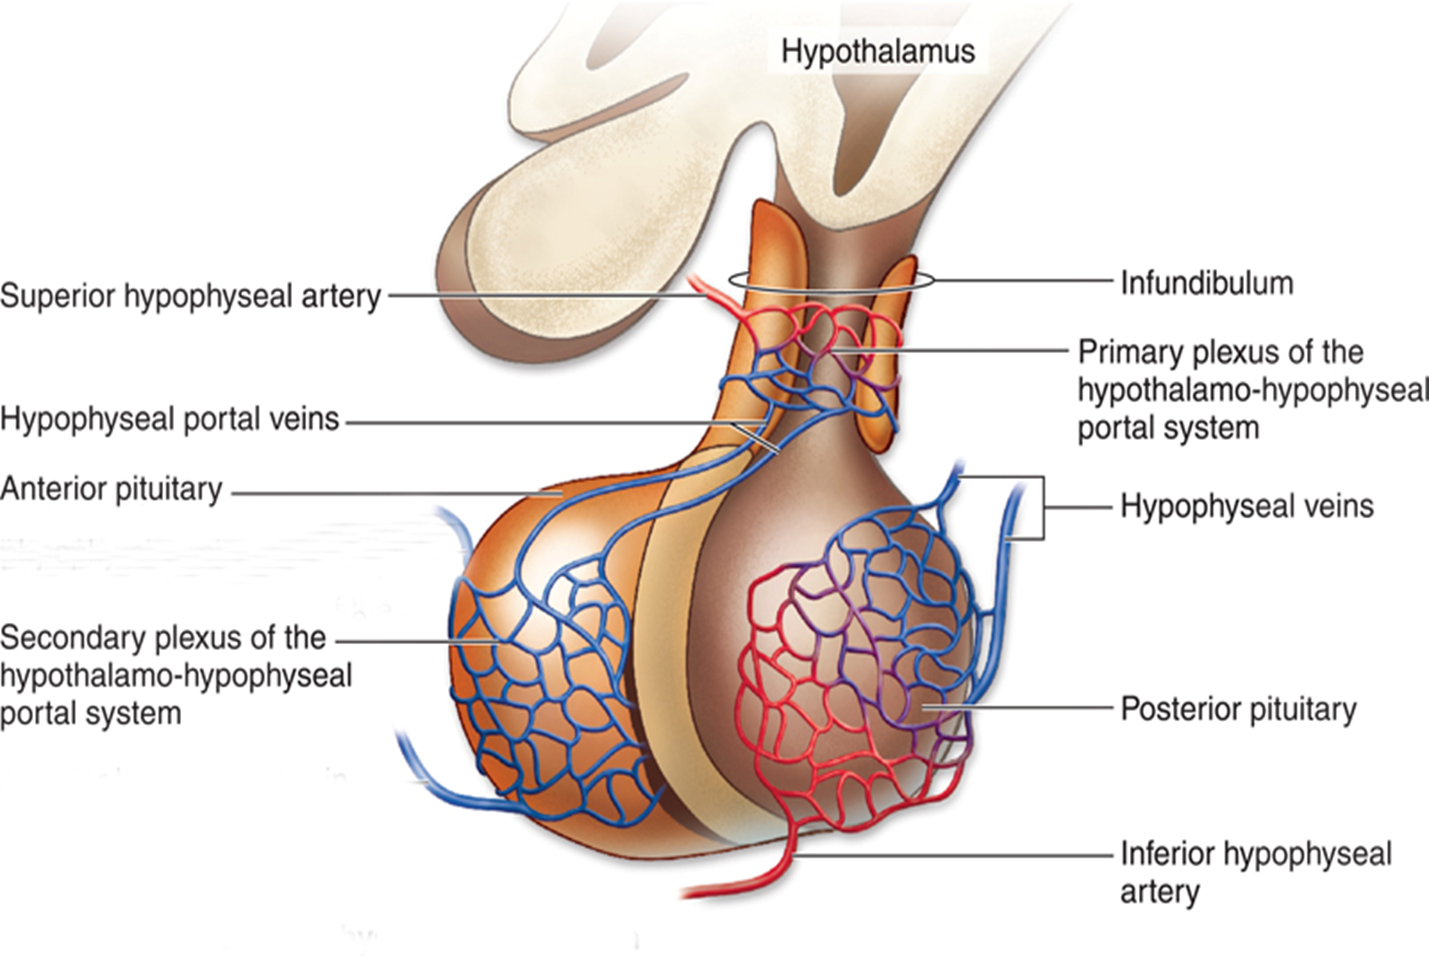 Hypothalamus
Superior hypophyseal artery
Hypophyseal portal veins
Anterior pituitary
Secondary plexus of the
hypothalamo-hypophyseal
portal system
Infundibulum
Primary plexus of the
hypothalamo-hypophyseal
portal system
Hypophyseal veins
Posterior pituitary
Inferior hypophyseal
artery